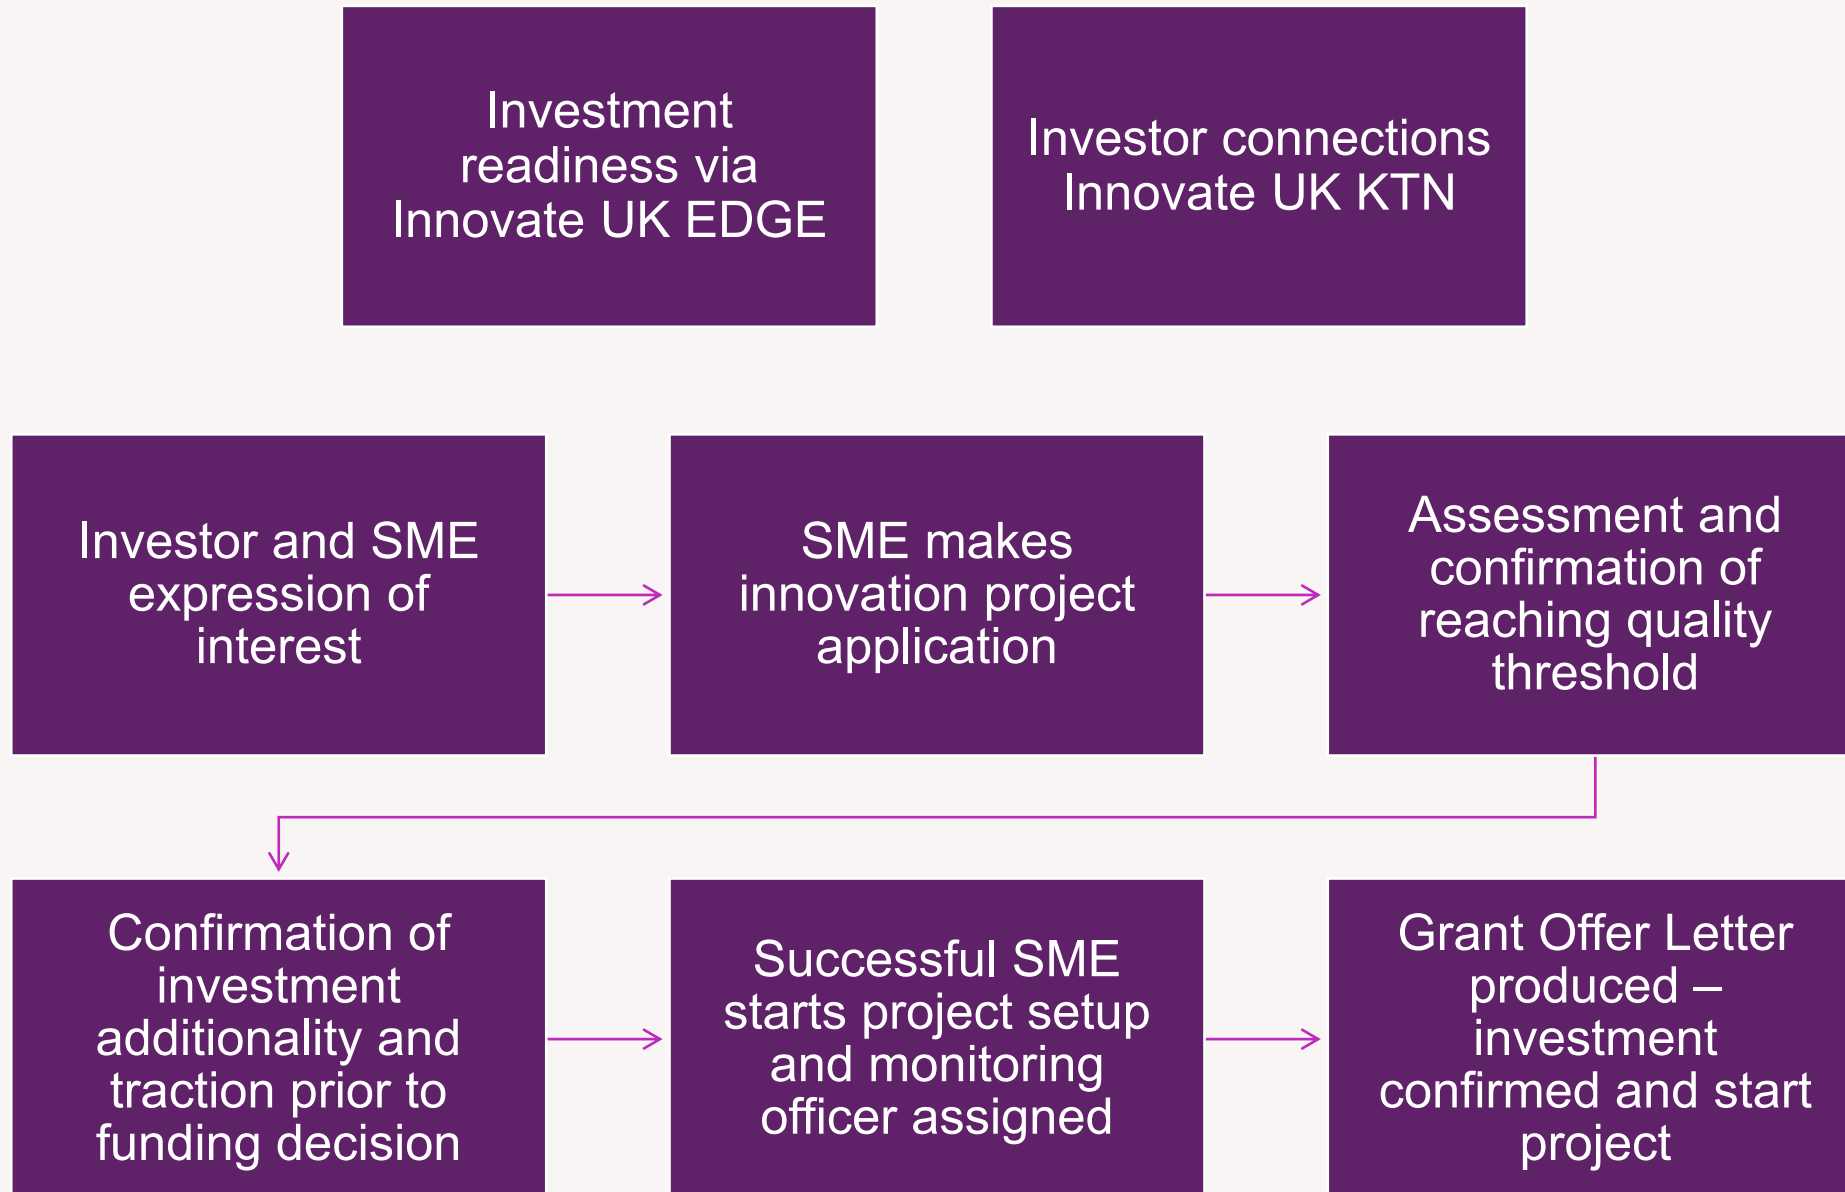 Investment
readiness via
Innovate UK EDGE
Investor connections
Innovate UK KTN
Investor and SME
expression of
interest
SME makes
innovation project
application
Assessment and
confirmation of
reaching quality
threshold
Confirmation of
investment
additionality and
traction prior to
funding decision
Successful SME
starts project setup
and monitoring
officer assigned
Grant Offer Letter
produced –
investment
confirmed and start
project